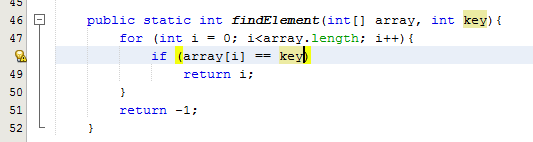 45
46 public static int findElement(int[] array, int key){
47 for (int i = 0; i<array.length; i++){
if (array[i] == key)
49 return i;
50 }
51 return -1;
52 }